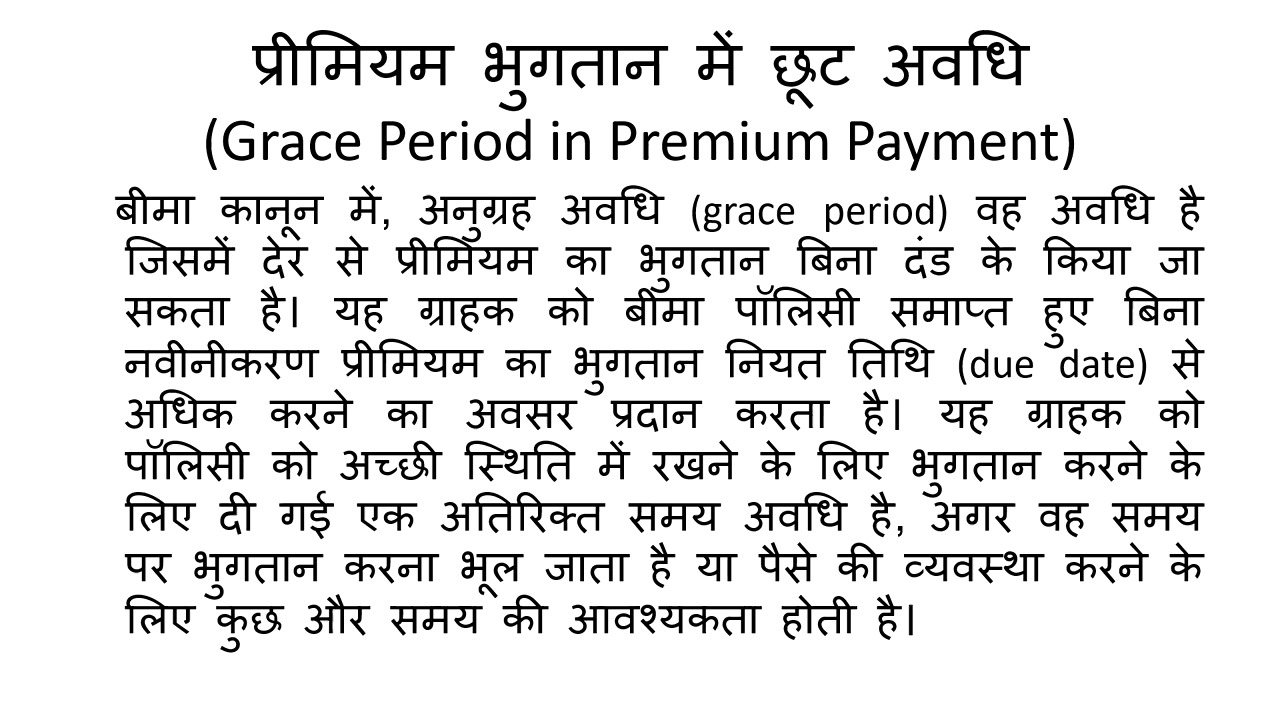 प्रीमियम भुगतान में छूट अवधि
(Grace Period in Premium Payment)
बीमा कानून में, अनुग्रह अवधि (grace period) वह अवधि है
जिसमें देर से प्रीमियम का भुगतान बिना दंड के किया जा
सकता है। यह ग्राहक को बीमा पॉलिसी समाप्त हुए बिना
नवीनीकरण प्रीमियम का भुगतान नियत तिथि (due date) से
अधिक करने का अवसर प्रदान करता है। यह ग्राहक को
पॉलिसी को अच्छी स्थिति में रखने के लिए भुगतान करने के
लिए दी गई एक अतिरिक्त समय अवधि है, अगर वह समय
पर भुगतान करना भूल जाता है या पैसे की व्यवस्था करने के
लिए कुछ और समय की आवश्यकता होती है।